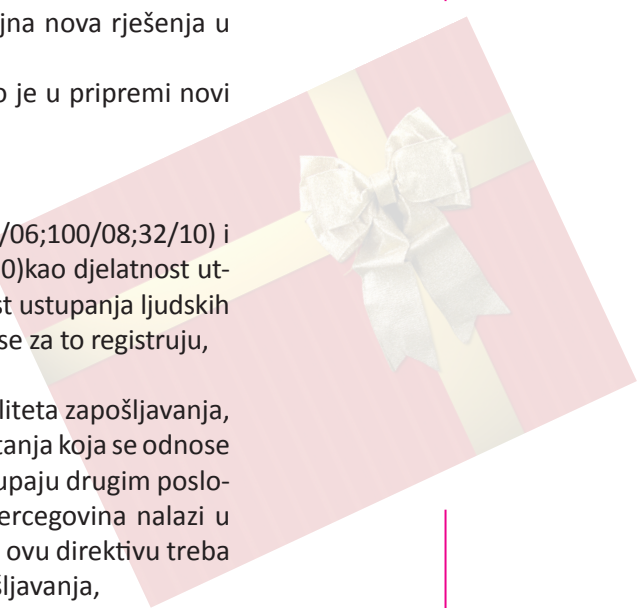 jna nova rješenja u
o je u pripremi novi
/06;100/08;32/10) i
0)kao djelatnost ut-
st ustupanja ljudskih
se za to registruju,
liteta zapošljavanja,
tanja koja se odnose
upaju drugim poslo-
ercegovina nalazi u
ovu direktivu treba
šljavanja,